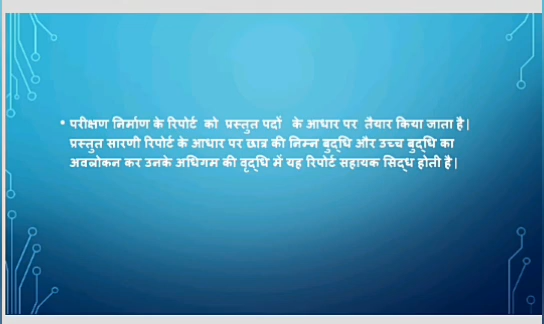 • परीक्षण निर्माण के रिपोर्ट को प्रस्तुत पदों के आधार पर तैयार किया जाता है|
प्रस्तुत सारणी रिपोर्ट के आधार पर छात्र की निम्न बुद्धि और उच्च बुद्धि का
अवलोकन कर उनके अधिगम की वृद्धि में यह रिपोर्ट सहायक सिद्ध होती है|